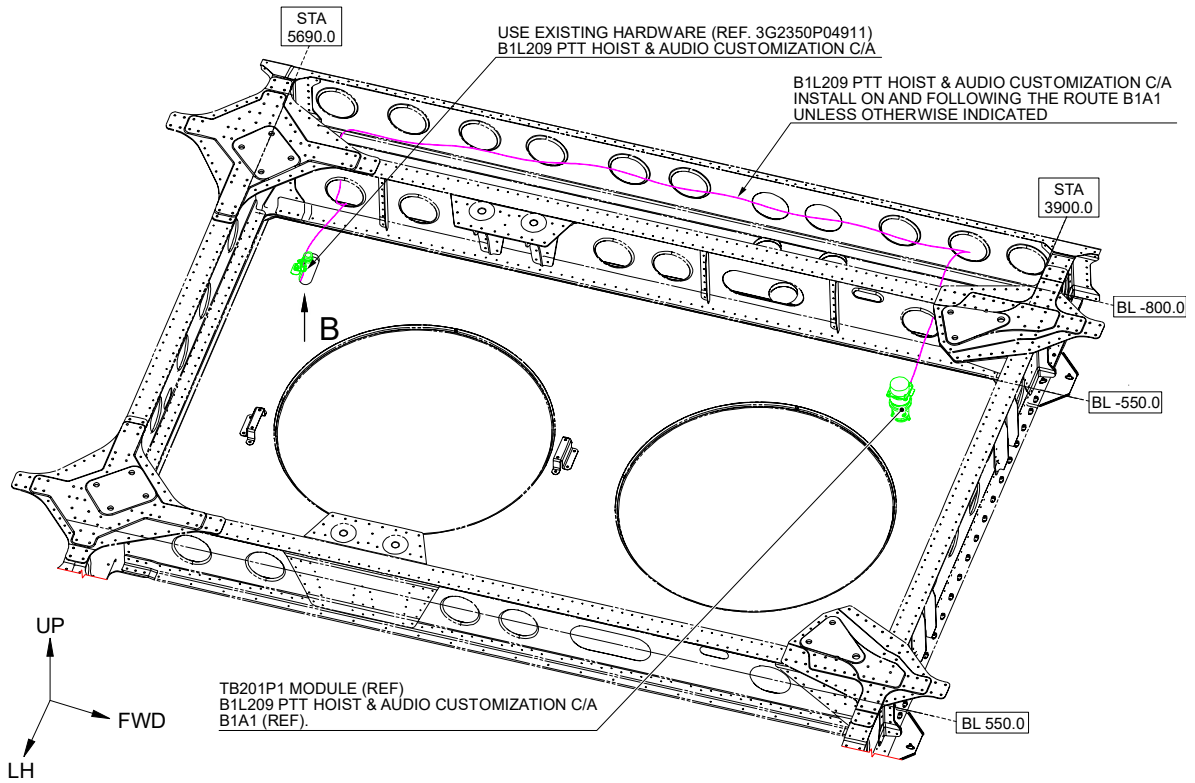 STA
5690.0
USE EXISTING HARDWARE (REF. 3G2350P04911)
B1L209 PTT HOIST & AUDIO CUSTOMIZATION C/A
B1L209 PTT HOIST & AUDIO CUSTOMIZATION C/A
INSTALL ON AND FOLLOWING THE ROUTE B1A1
UNLESS OTHERWISE INDICATED
STA
3900.0
BL -800.0
B
BL -550.0
UP
FWD
LH
TB201P1 MODULE (REF)
B1L209 PTT HOIST & AUDIO CUSTOMIZATION C/A
B1A1 (REF).
BL 550.0